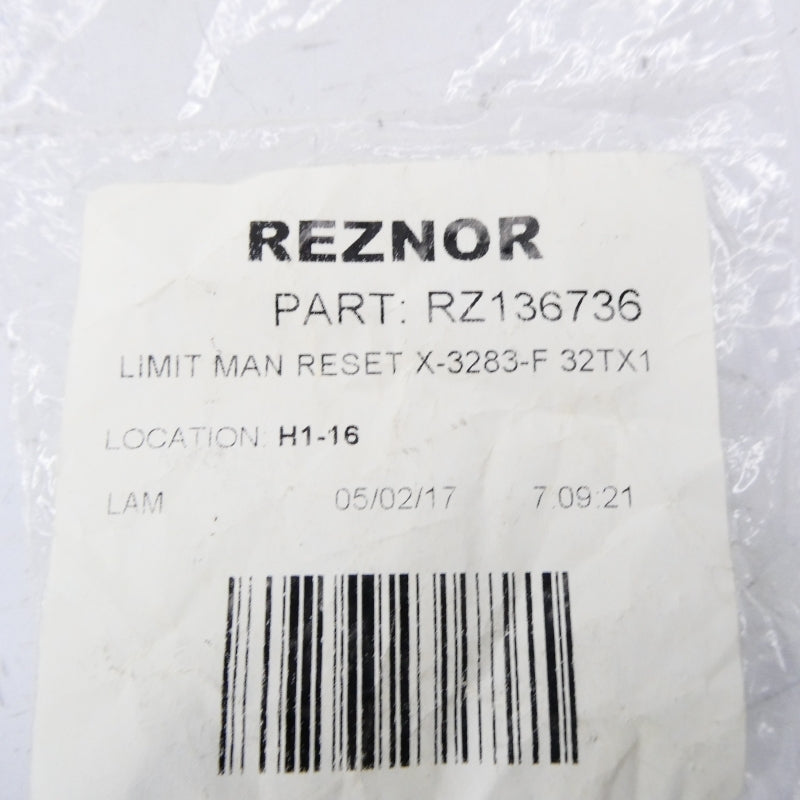 REZNOR
PART: RZ136736
LIMIT MAN RESET X-3283-F 32TX1
LOCATION: H1-16
LAM 05/02/17 7:09:21